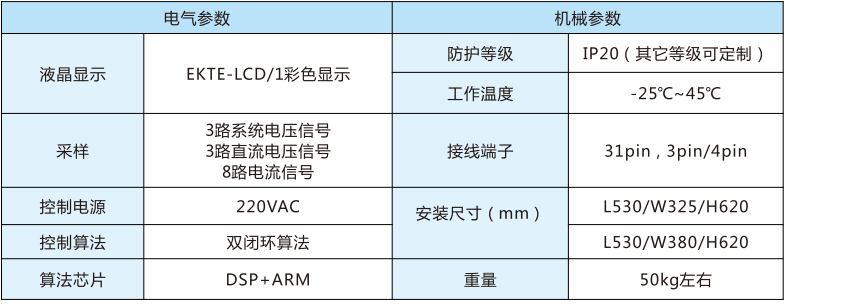 电气参数 机械参数
液晶显示 EKTE-LCD/1彩色显示 防护等级 IP20（其它等级可定制）
工作温度 -25℃~45℃
采样 3路系统电压信号 接线端子 31pin，3pin/4pin
3路直流电压信号
8路电流信号
控制电源 220VAC 安装尺寸（mm） L530/W325/H620
控制算法 双闭环算法 L530/W380/H620
算法芯片 DSP+ARM 重量 50kg左右